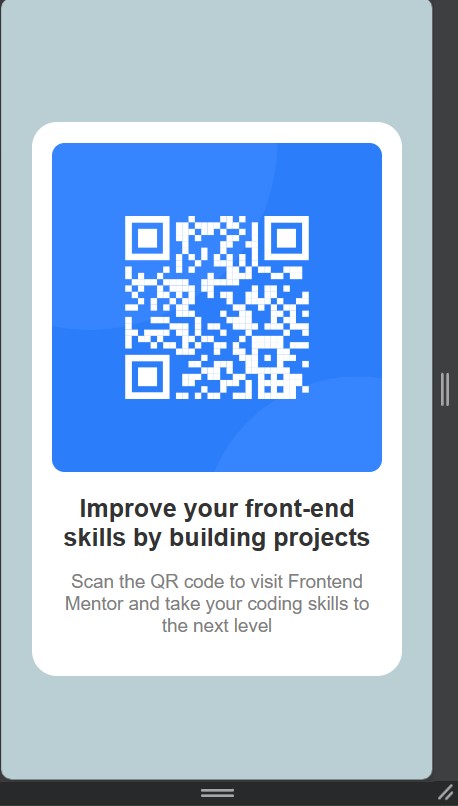 Improve your front-end
skills by building projects
Scan the QR code to visit Frontend
Mentor and take your coding skills to
the next level